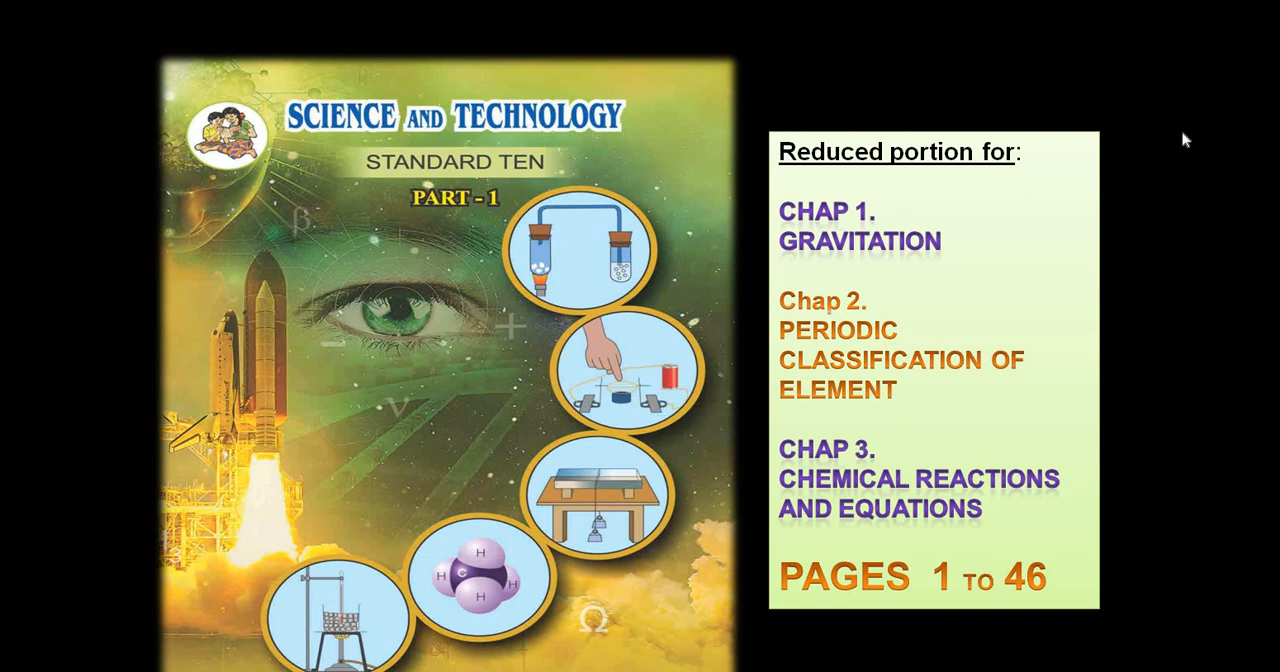 SCIENCE AND TECHNOLOGY
STANDARD TEN
PART - 1
β
+
ν
H
H
C
H
H
Ω
Reduced portion for:
CHAP 1.
GRAVITATION
Chap 2.
PERIODIC
CLASSIFICATION OF
ELEMENT
CHAP 3.
CHEMICAL REACTIONS
AND EQUATIONS
PAGES 1 TO 46